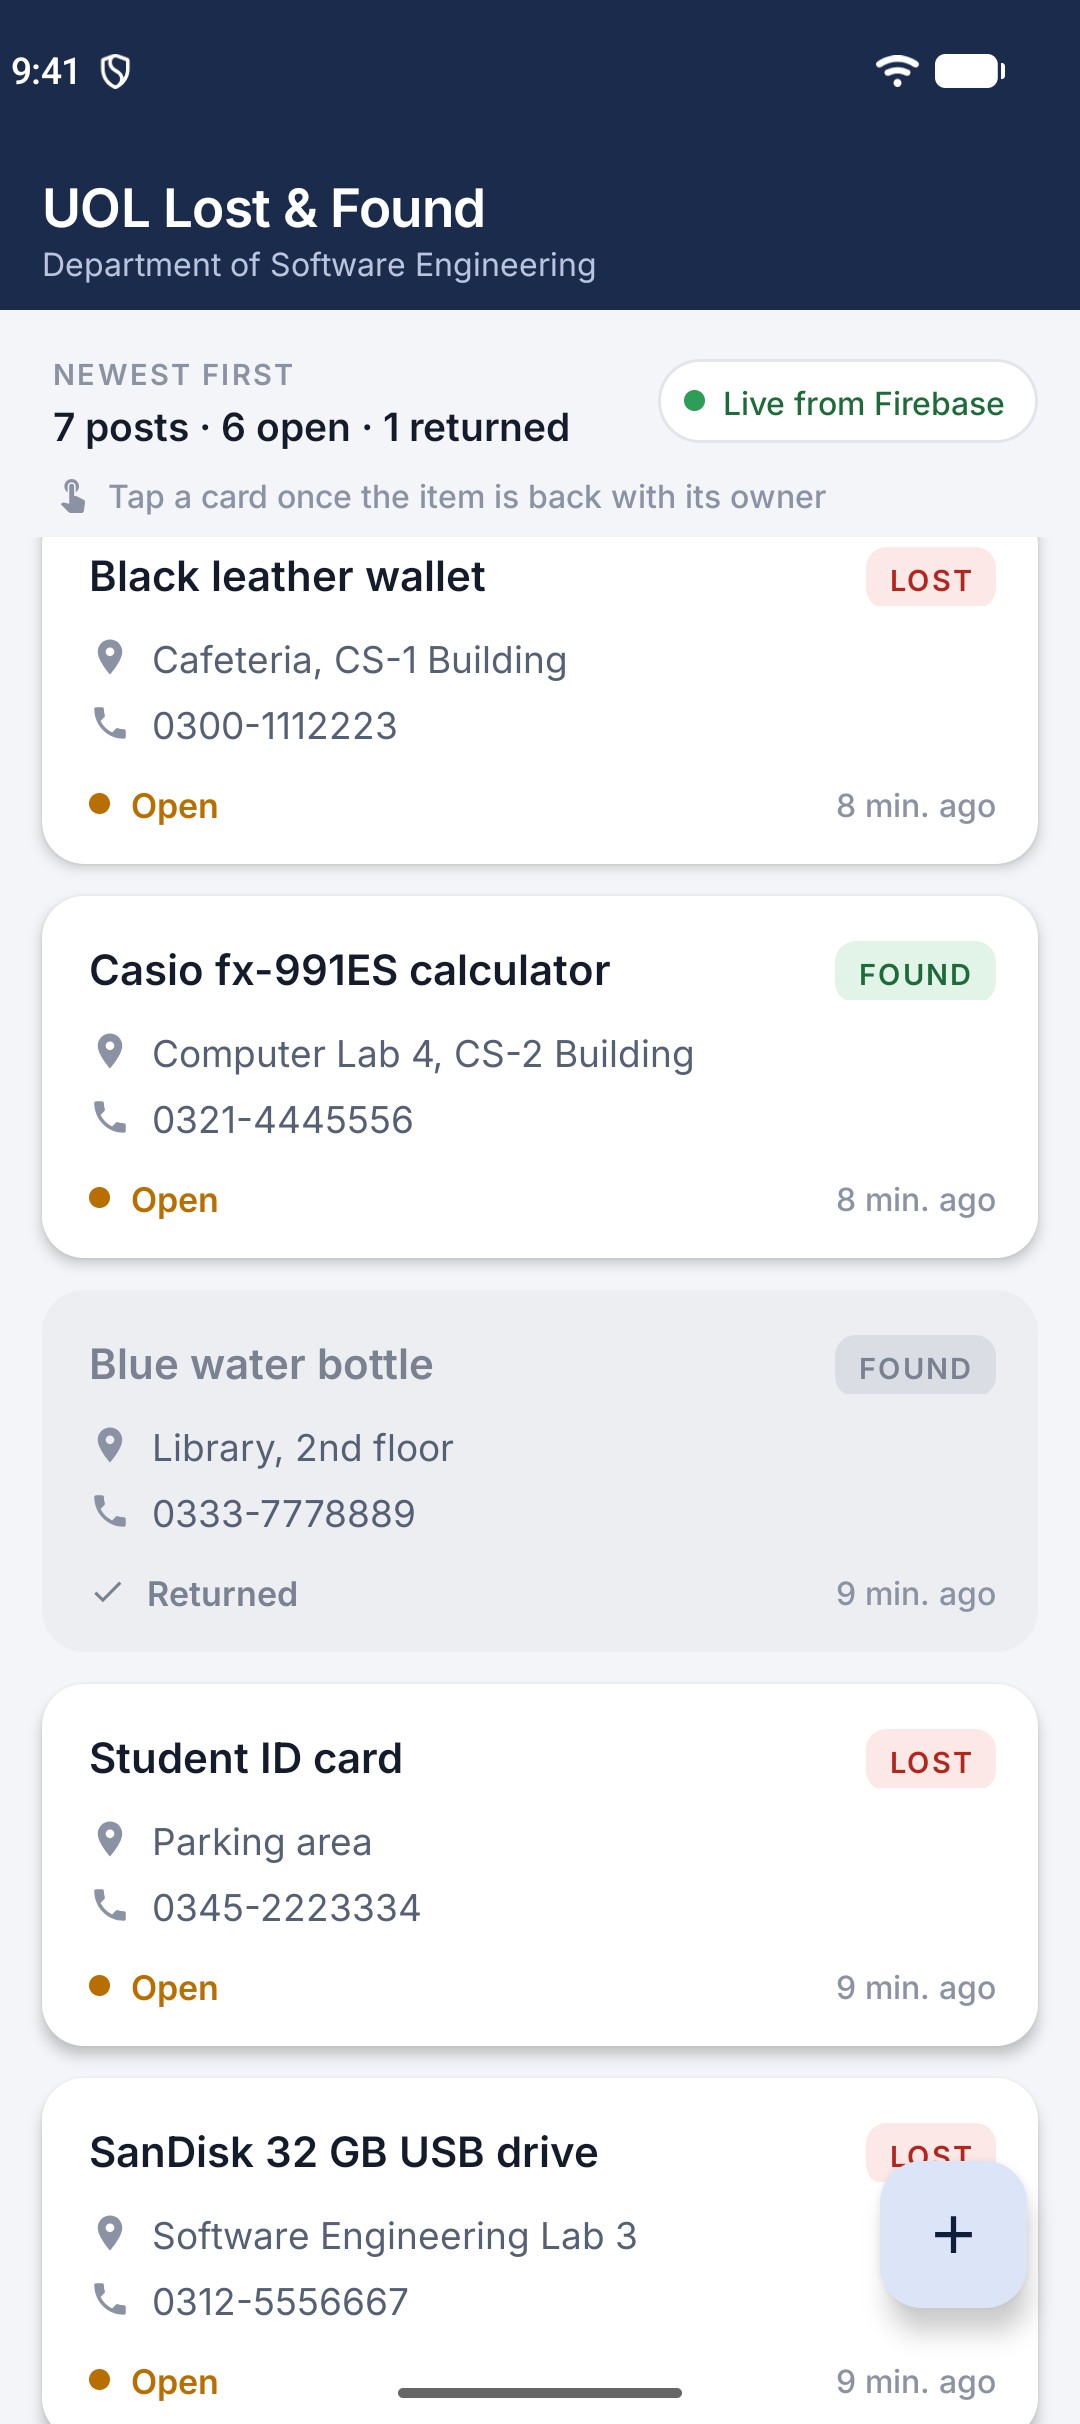 9:41
UOL Lost & Found
Department of Software Engineering
NEWEST FIRST
7 posts · 6 open · 1 returned
Live from Firebase
Tap a card once the item is back with its owner
Black leather wallet
LOST
Cafeteria, CS-1 Building
0300-1112223
Open
8 min. ago
Casio fx-991ES calculator
FOUND
Computer Lab 4, CS-2 Building
0321-4445556
Open
8 min. ago
Blue water bottle
FOUND
Library, 2nd floor
0333-7778889
Returned
9 min. ago
Student ID card
LOST
Parking area
0345-2223334
Open
9 min. ago
SanDisk 32 GB USB drive
LOST
Software Engineering Lab 3
0312-5556667
Open
9 min. ago